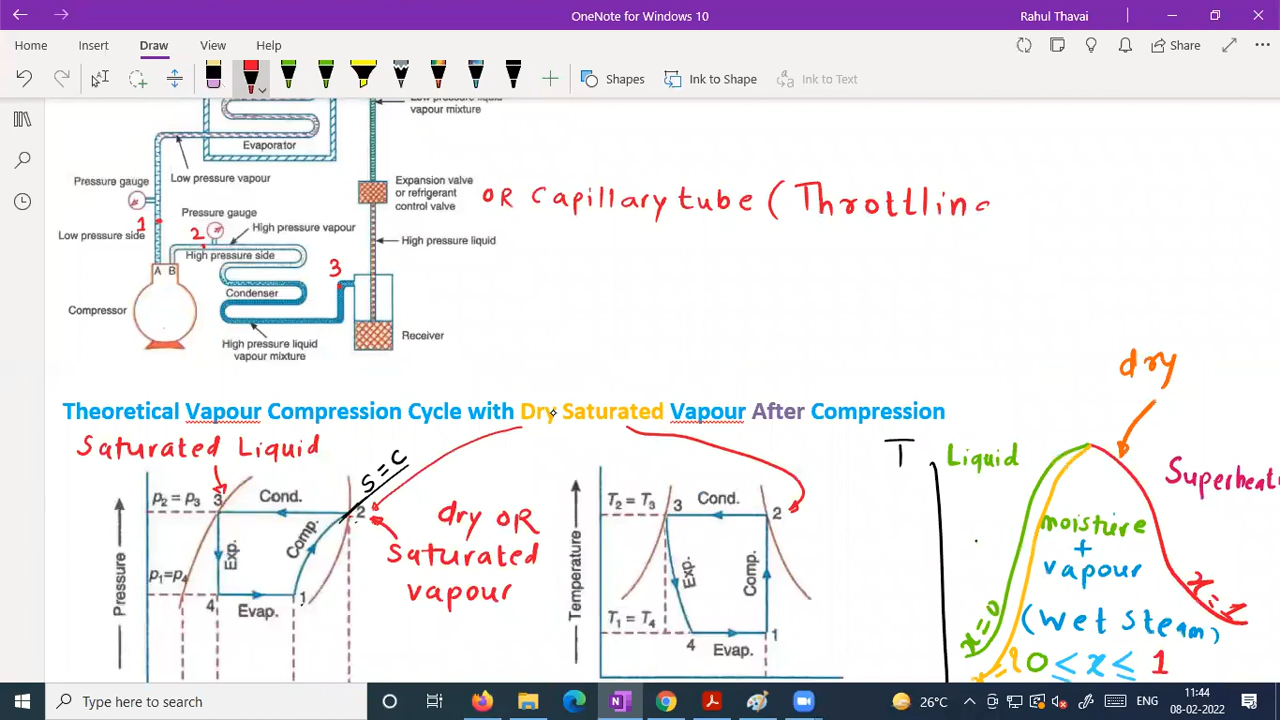 OneNote for Windows 10
Rahul Thavai
Home Insert Draw View Help
Share
Shapes
Ink to Shape
Ink to Text
Low pressure liquid
vapour mixture
Evaporator
Pressure gauge
Low pressure vapour
Expansion valve
or refrigerant
control valve
OR Capillary tube (Throttlin
Pressure gauge
1
2
High pressure vapour
Low pressure side
High pressure side
High pressure liquid
3
A B
Condenser
Compressor
Receiver
High pressure liquid
vapour mixture
dry
Theoretical Vapour Compression Cycle with Dry Saturated Vapour After Compression
Saturated Liquid
S = C
T
Liquid
Superheat
p2 = p3
3
Cond.
2
dry OR
Saturated
vapour
Pressure
Exp.
Comp.
p1=p4
4
Evap.
1
T2 = T3
3
Cond.
2
Temperature
Exp.
Comp.
T1 = T4
4
Evap.
1
moisture
+
vapour
(Wet Steam)
x=0
x=1
0 ≤ x ≤ 1
Type here to search
26°C
ENG
11:44
08-02-2022